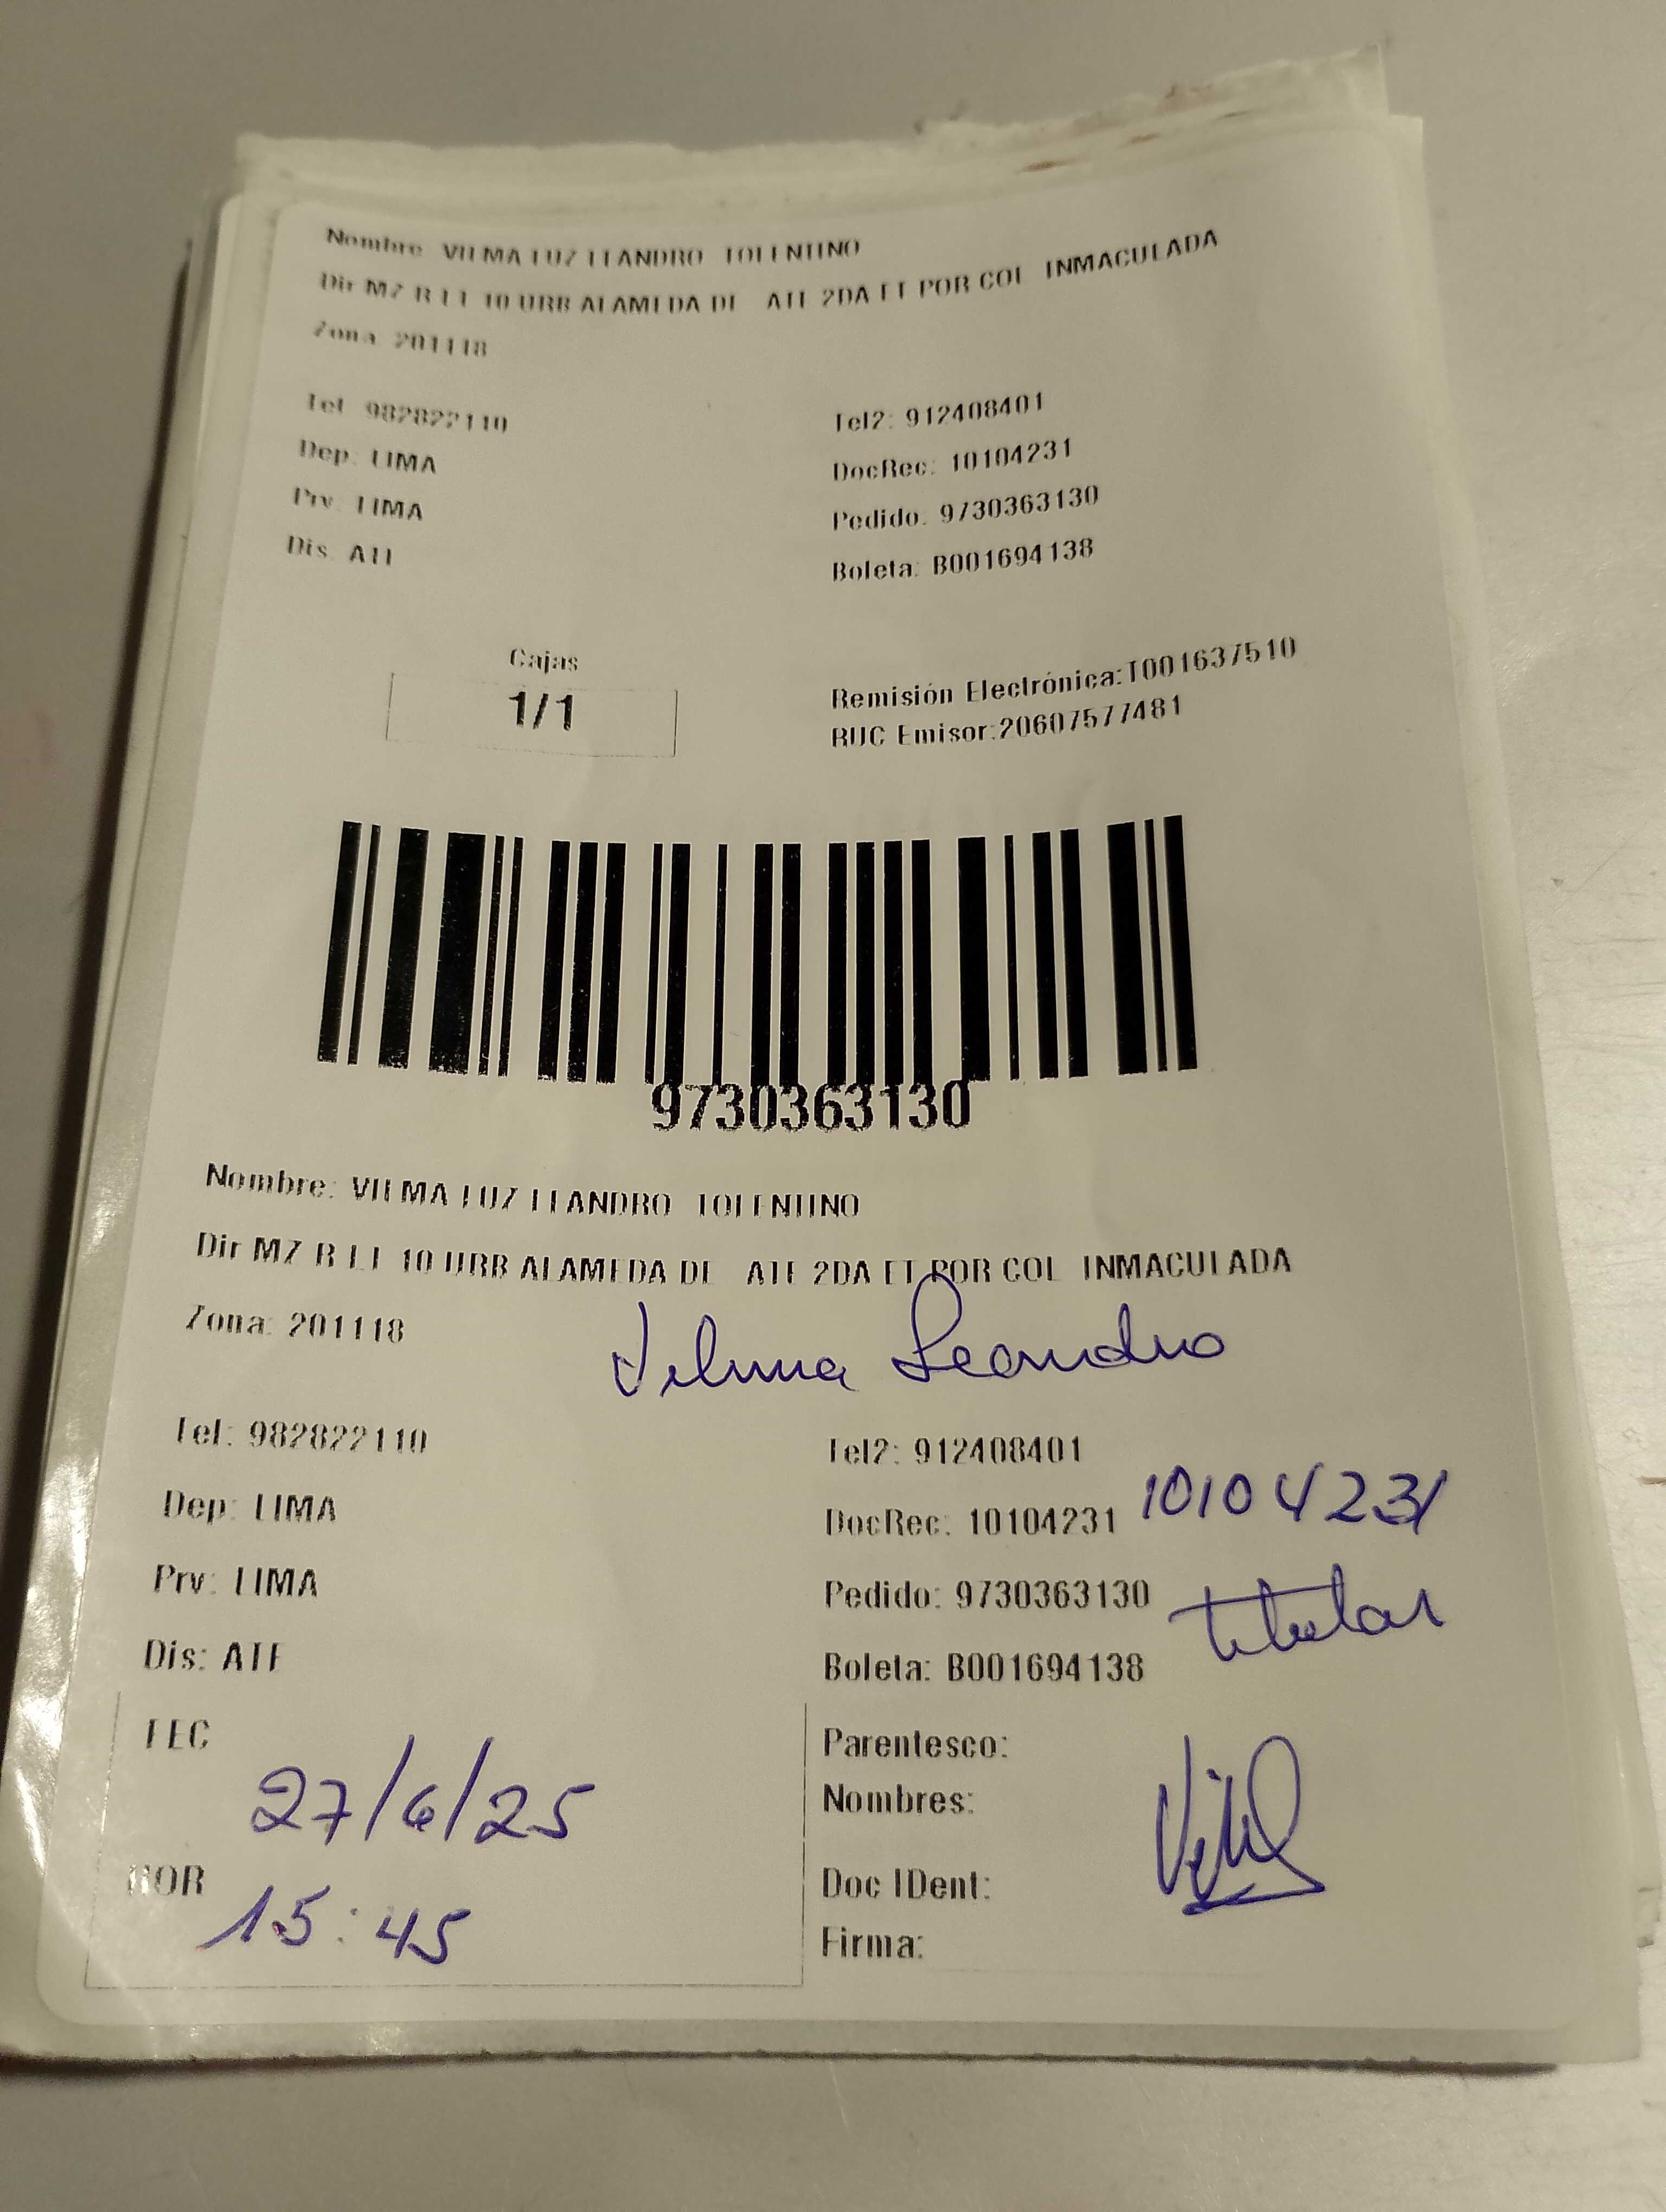 Nombre: VILMA LUZ LEANDRO TOLENTINO
Dir MZ R LT 10 URB ALAMEDA DE ATE 2DA ET POR COL INMACULADA
Zona: 201118
Tel: 982822110 Tel2: 912408401
Dep: LIMA DocRec: 10104231
Prv: LIMA Pedido: 9730363130
Dis: ATE Boleta: B001694138
Cajas
1/1
Remisión Electrónica:T001637510
RUC Emisor:20607577481
9730363130
Nombre: VILMA LUZ LEANDRO TOLENTINO
Dir MZ R LT 10 URB ALAMEDA DE ATE 2DA ET POR COL INMACULADA
Zona: 201118
Vilma Leandro
Tel: 982822110 Tel2: 912408401
Dep: LIMA DocRec: 10104231 10104231
Prv: LIMA Pedido: 9730363130 titular
Dis: ATE Boleta: B001694138
FEC 27/6/25
HOR 15:45
Parentesco:
Nombres:
Doc IDent:
Firma: